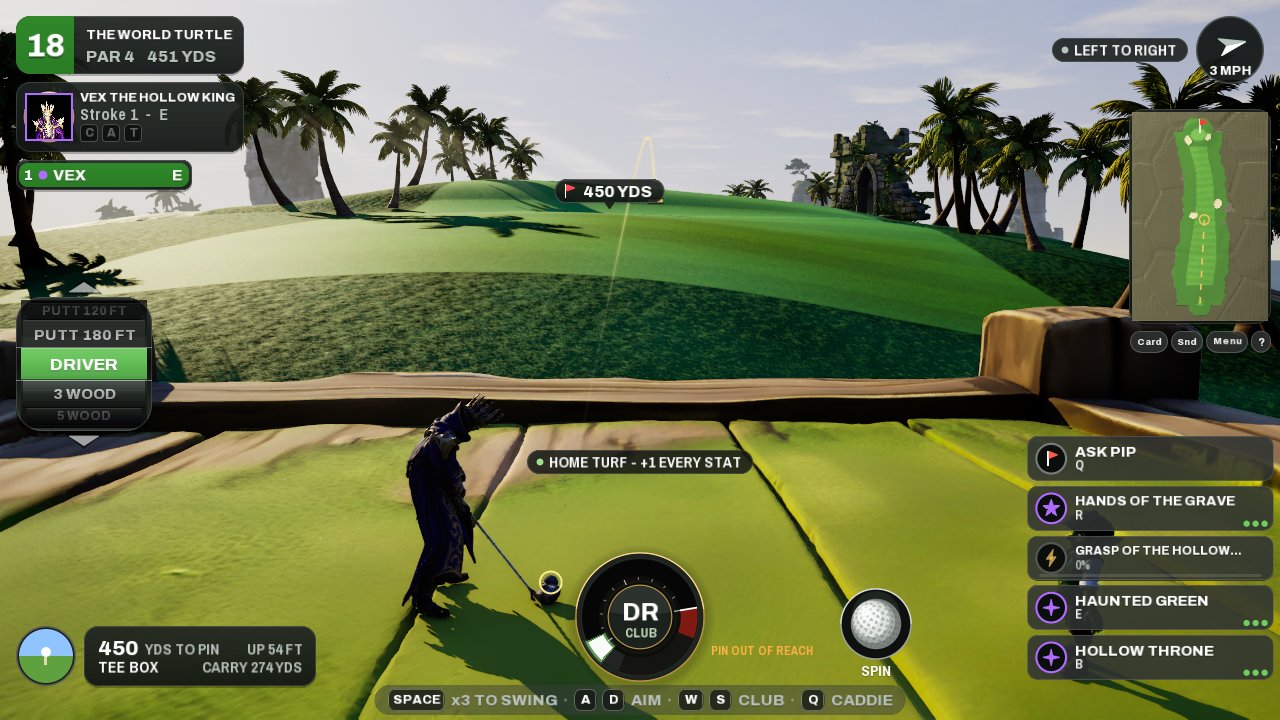 18
THE WORLD TURTLE
PAR 4 451 YDS
VEX THE HOLLOW KING
Stroke 1 - E
C A T
1 VEX E
LEFT TO RIGHT
3 MPH
450 YDS
Card Snd Menu ?
PUTT 120 FT
PUTT 180 FT
DRIVER
3 WOOD
5 WOOD
HOME TURF - +1 EVERY STAT
ASK PIP
Q
HANDS OF THE GRAVE
R
GRASP OF THE HOLLOW...
0%
HAUNTED GREEN
E
HOLLOW THRONE
B
DR
CLUB
PIN OUT OF REACH
SPIN
450 YDS TO PIN UP 54 FT
TEE BOX CARRY 274 YDS
SPACE x3 TO SWING · A D AIM · W S CLUB · Q CADDIE